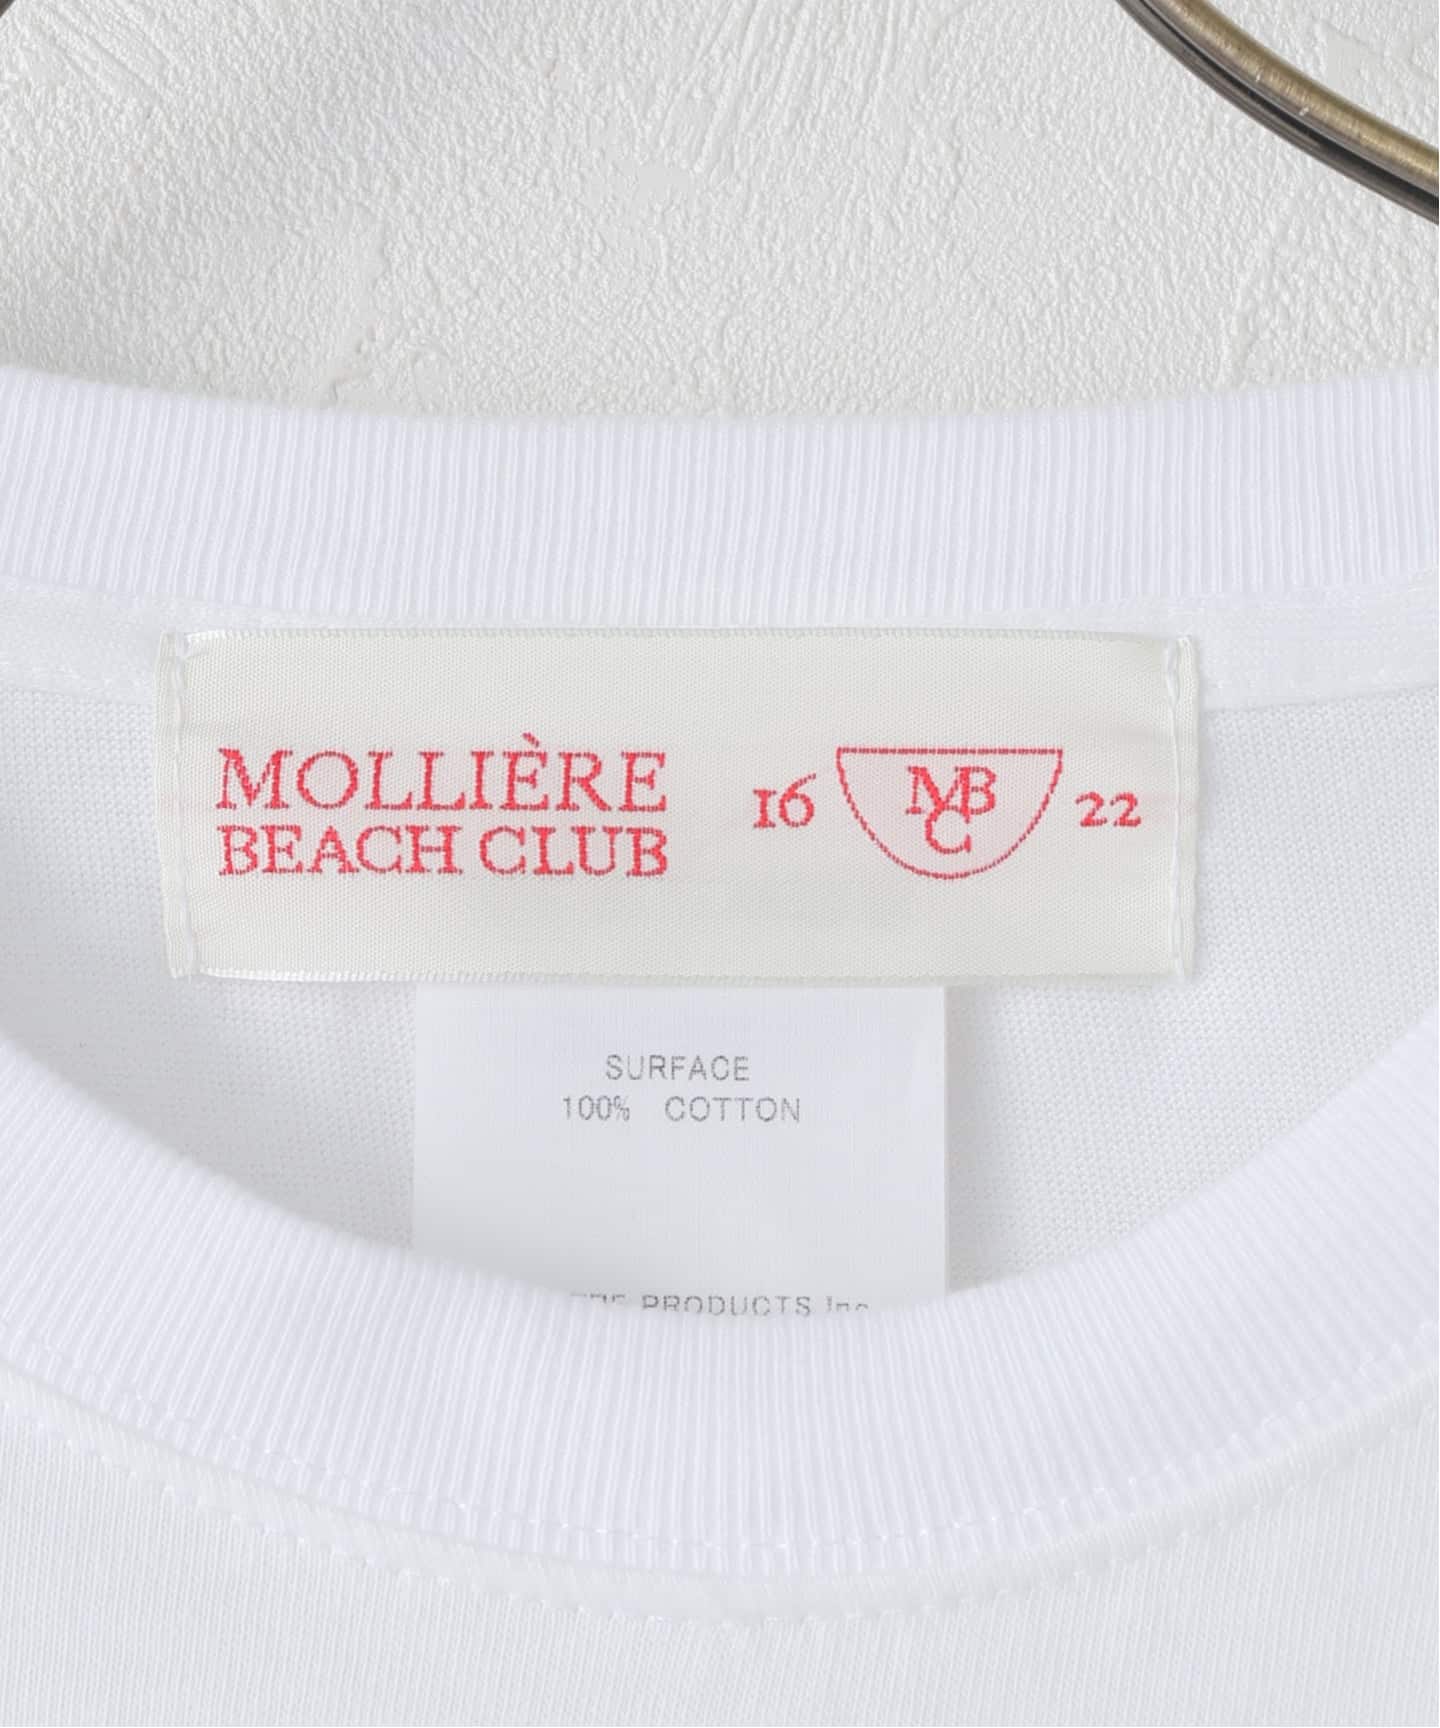 MOLLIÈRE
BEACH CLUB
16 MBC 22
SURFACE
100% COTTON
PRODUCTS Inc